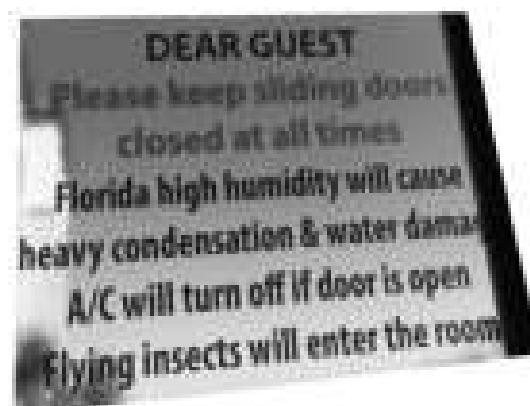 DEAR GUEST
Please keep sliding doors
closed at all times
Florida high humidity will cause
heavy condensation & water damag
A/C will turn off if door is open
Flying insects will enter the room